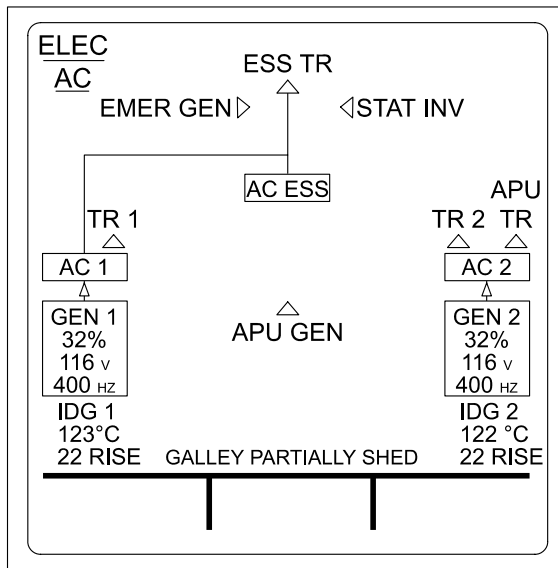 ELEC
AC
ESS TR
EMER GEN STAT INV
AC ESS
APU
TR 1
TR 2 TR
AC 1
AC 2
GEN 1
32%
116 V
400 HZ
APU GEN
GEN 2
32%
116 V
400 HZ
IDG 1
123°C
22 RISE
IDG 2
122 °C
22 RISE
GALLEY PARTIALLY SHED